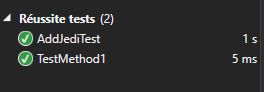 Réussite tests (2)
AddJediTest 1 s
TestMethod1 5 ms